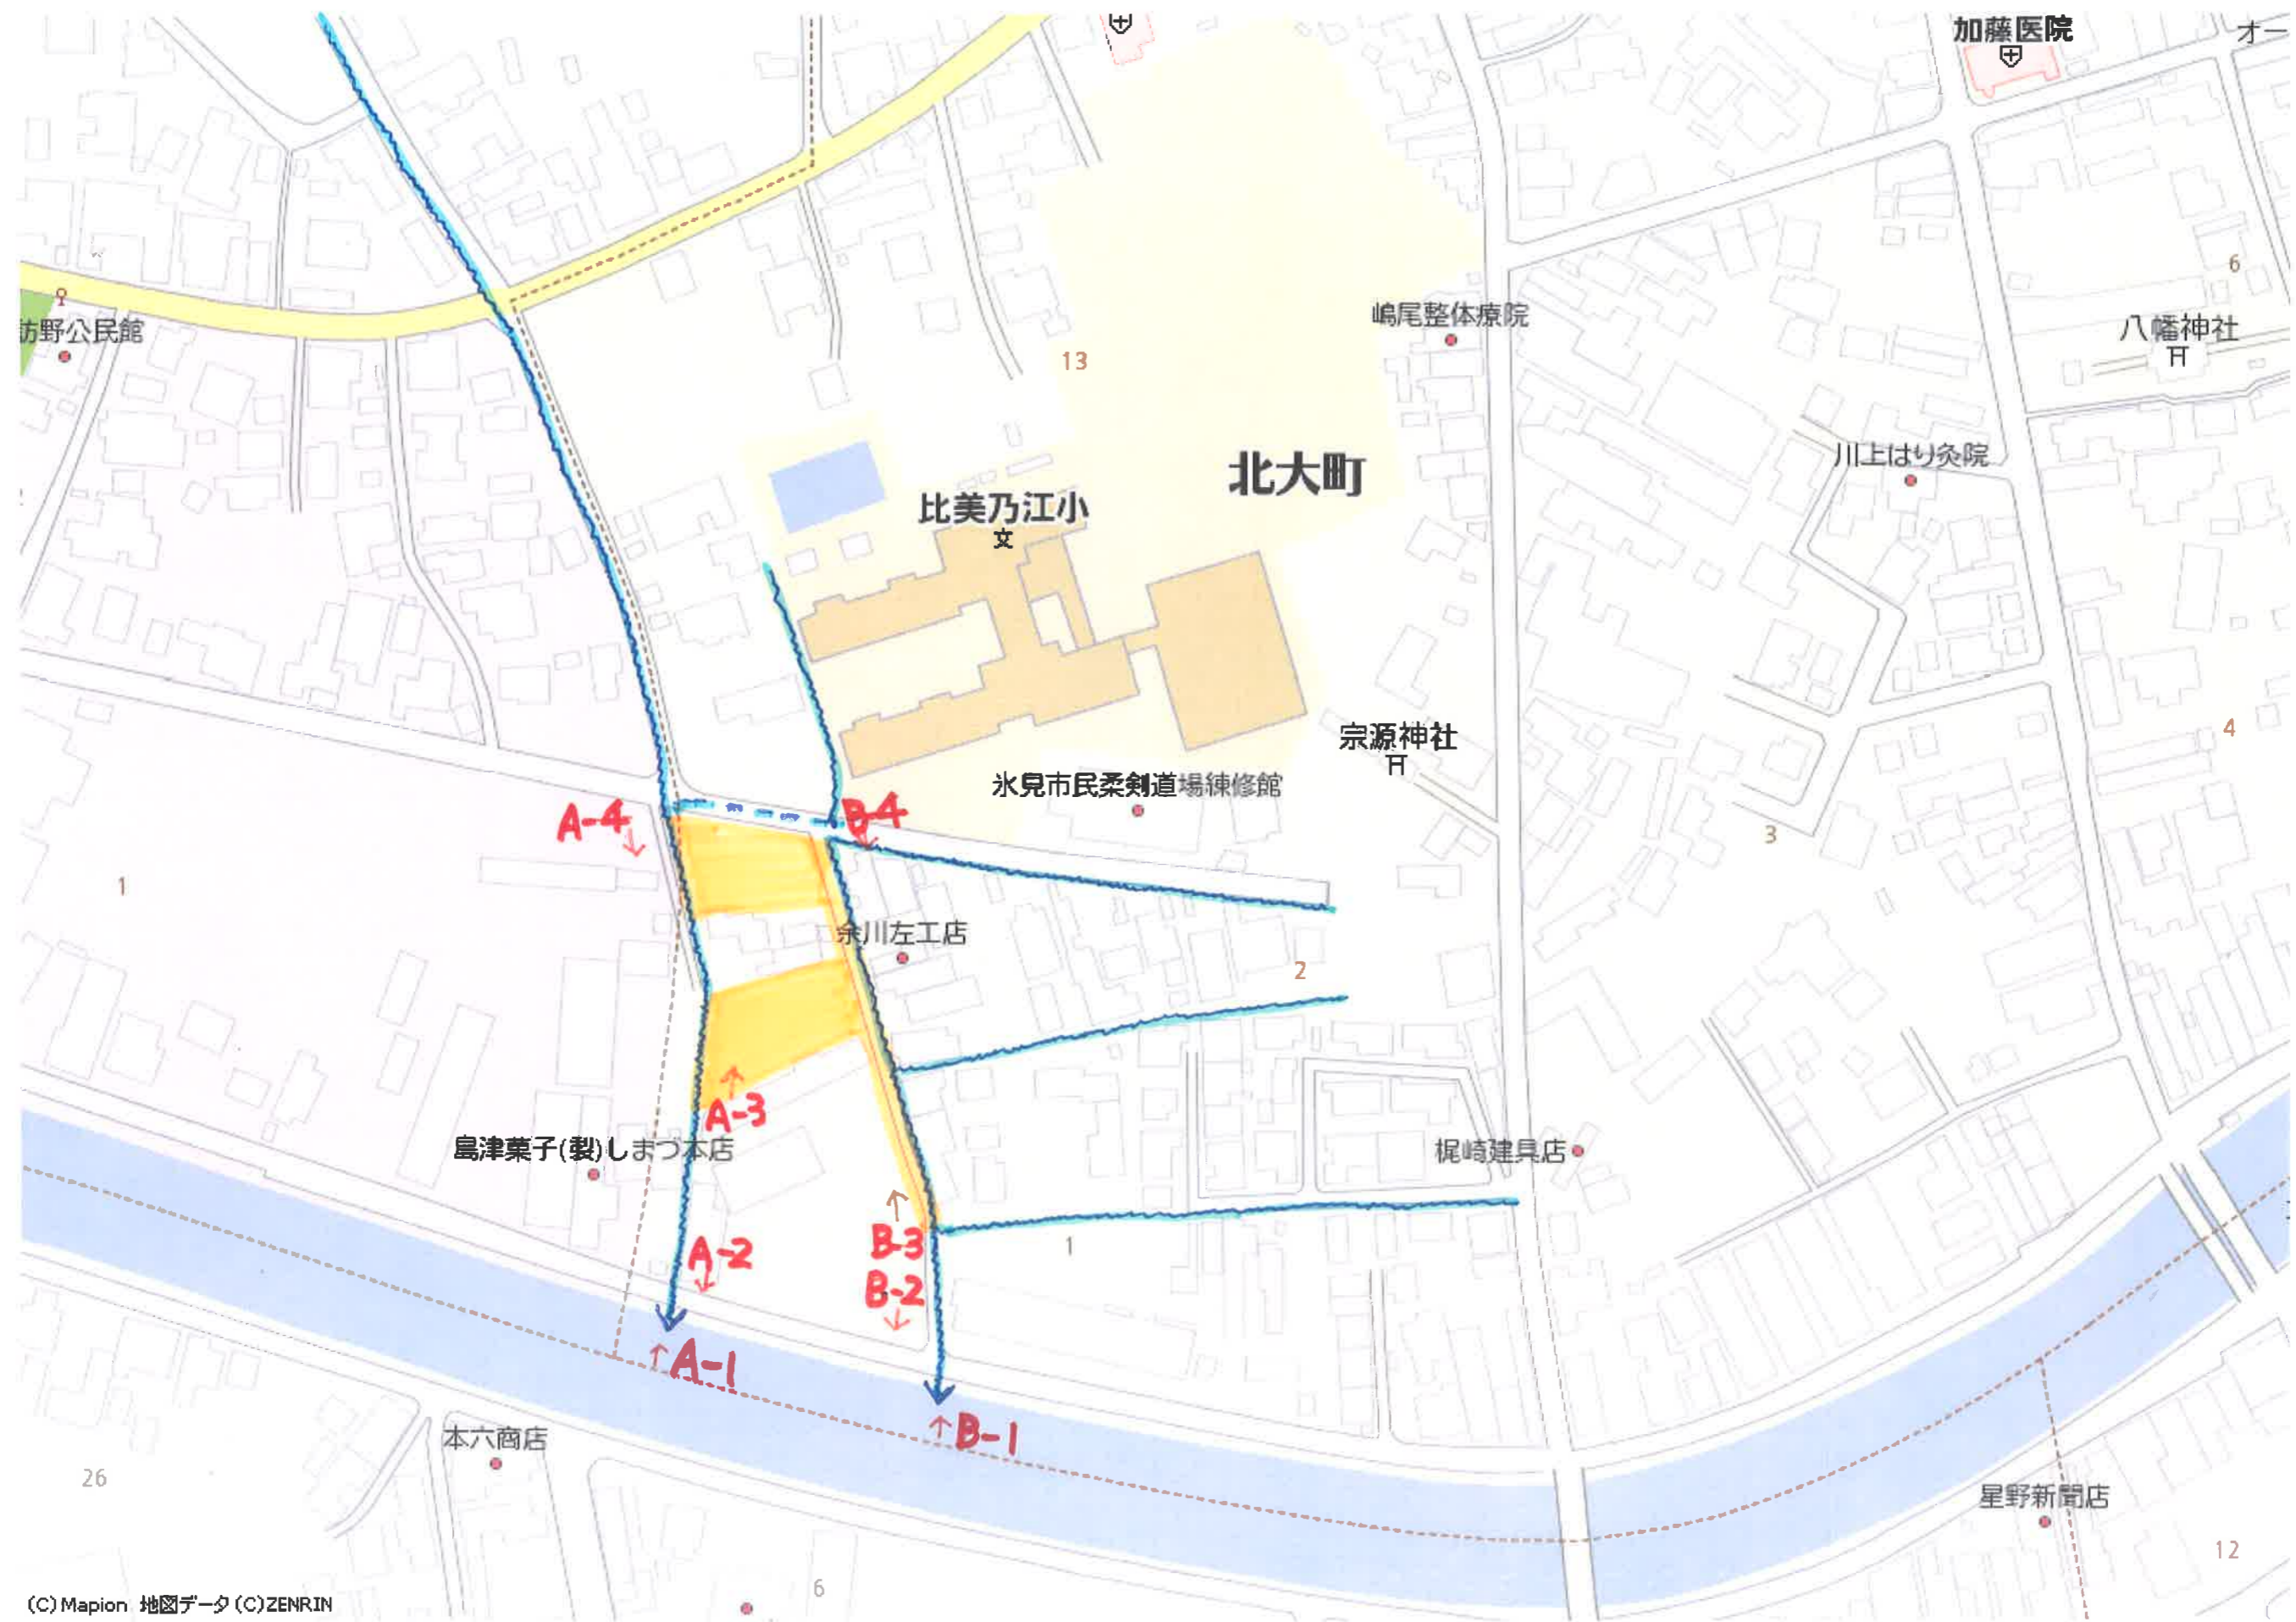 加藤医院
オー
6
訪野公民館
嶋尾整体療院
八幡神社
13
北大町
川上はり灸院
比美乃江小
文
宗源神社
4
氷見市民柔剣道場練修館
A-4
B-4
3
1
余川左工店
2
A-3
島津菓子(製)しまづ本店
梶崎建具店
A-2
B-3
1
B-2
A-1
B-1
本六商店
26
星野新聞店
12
6
(C)Mapion 地図データ(C)ZENRIN